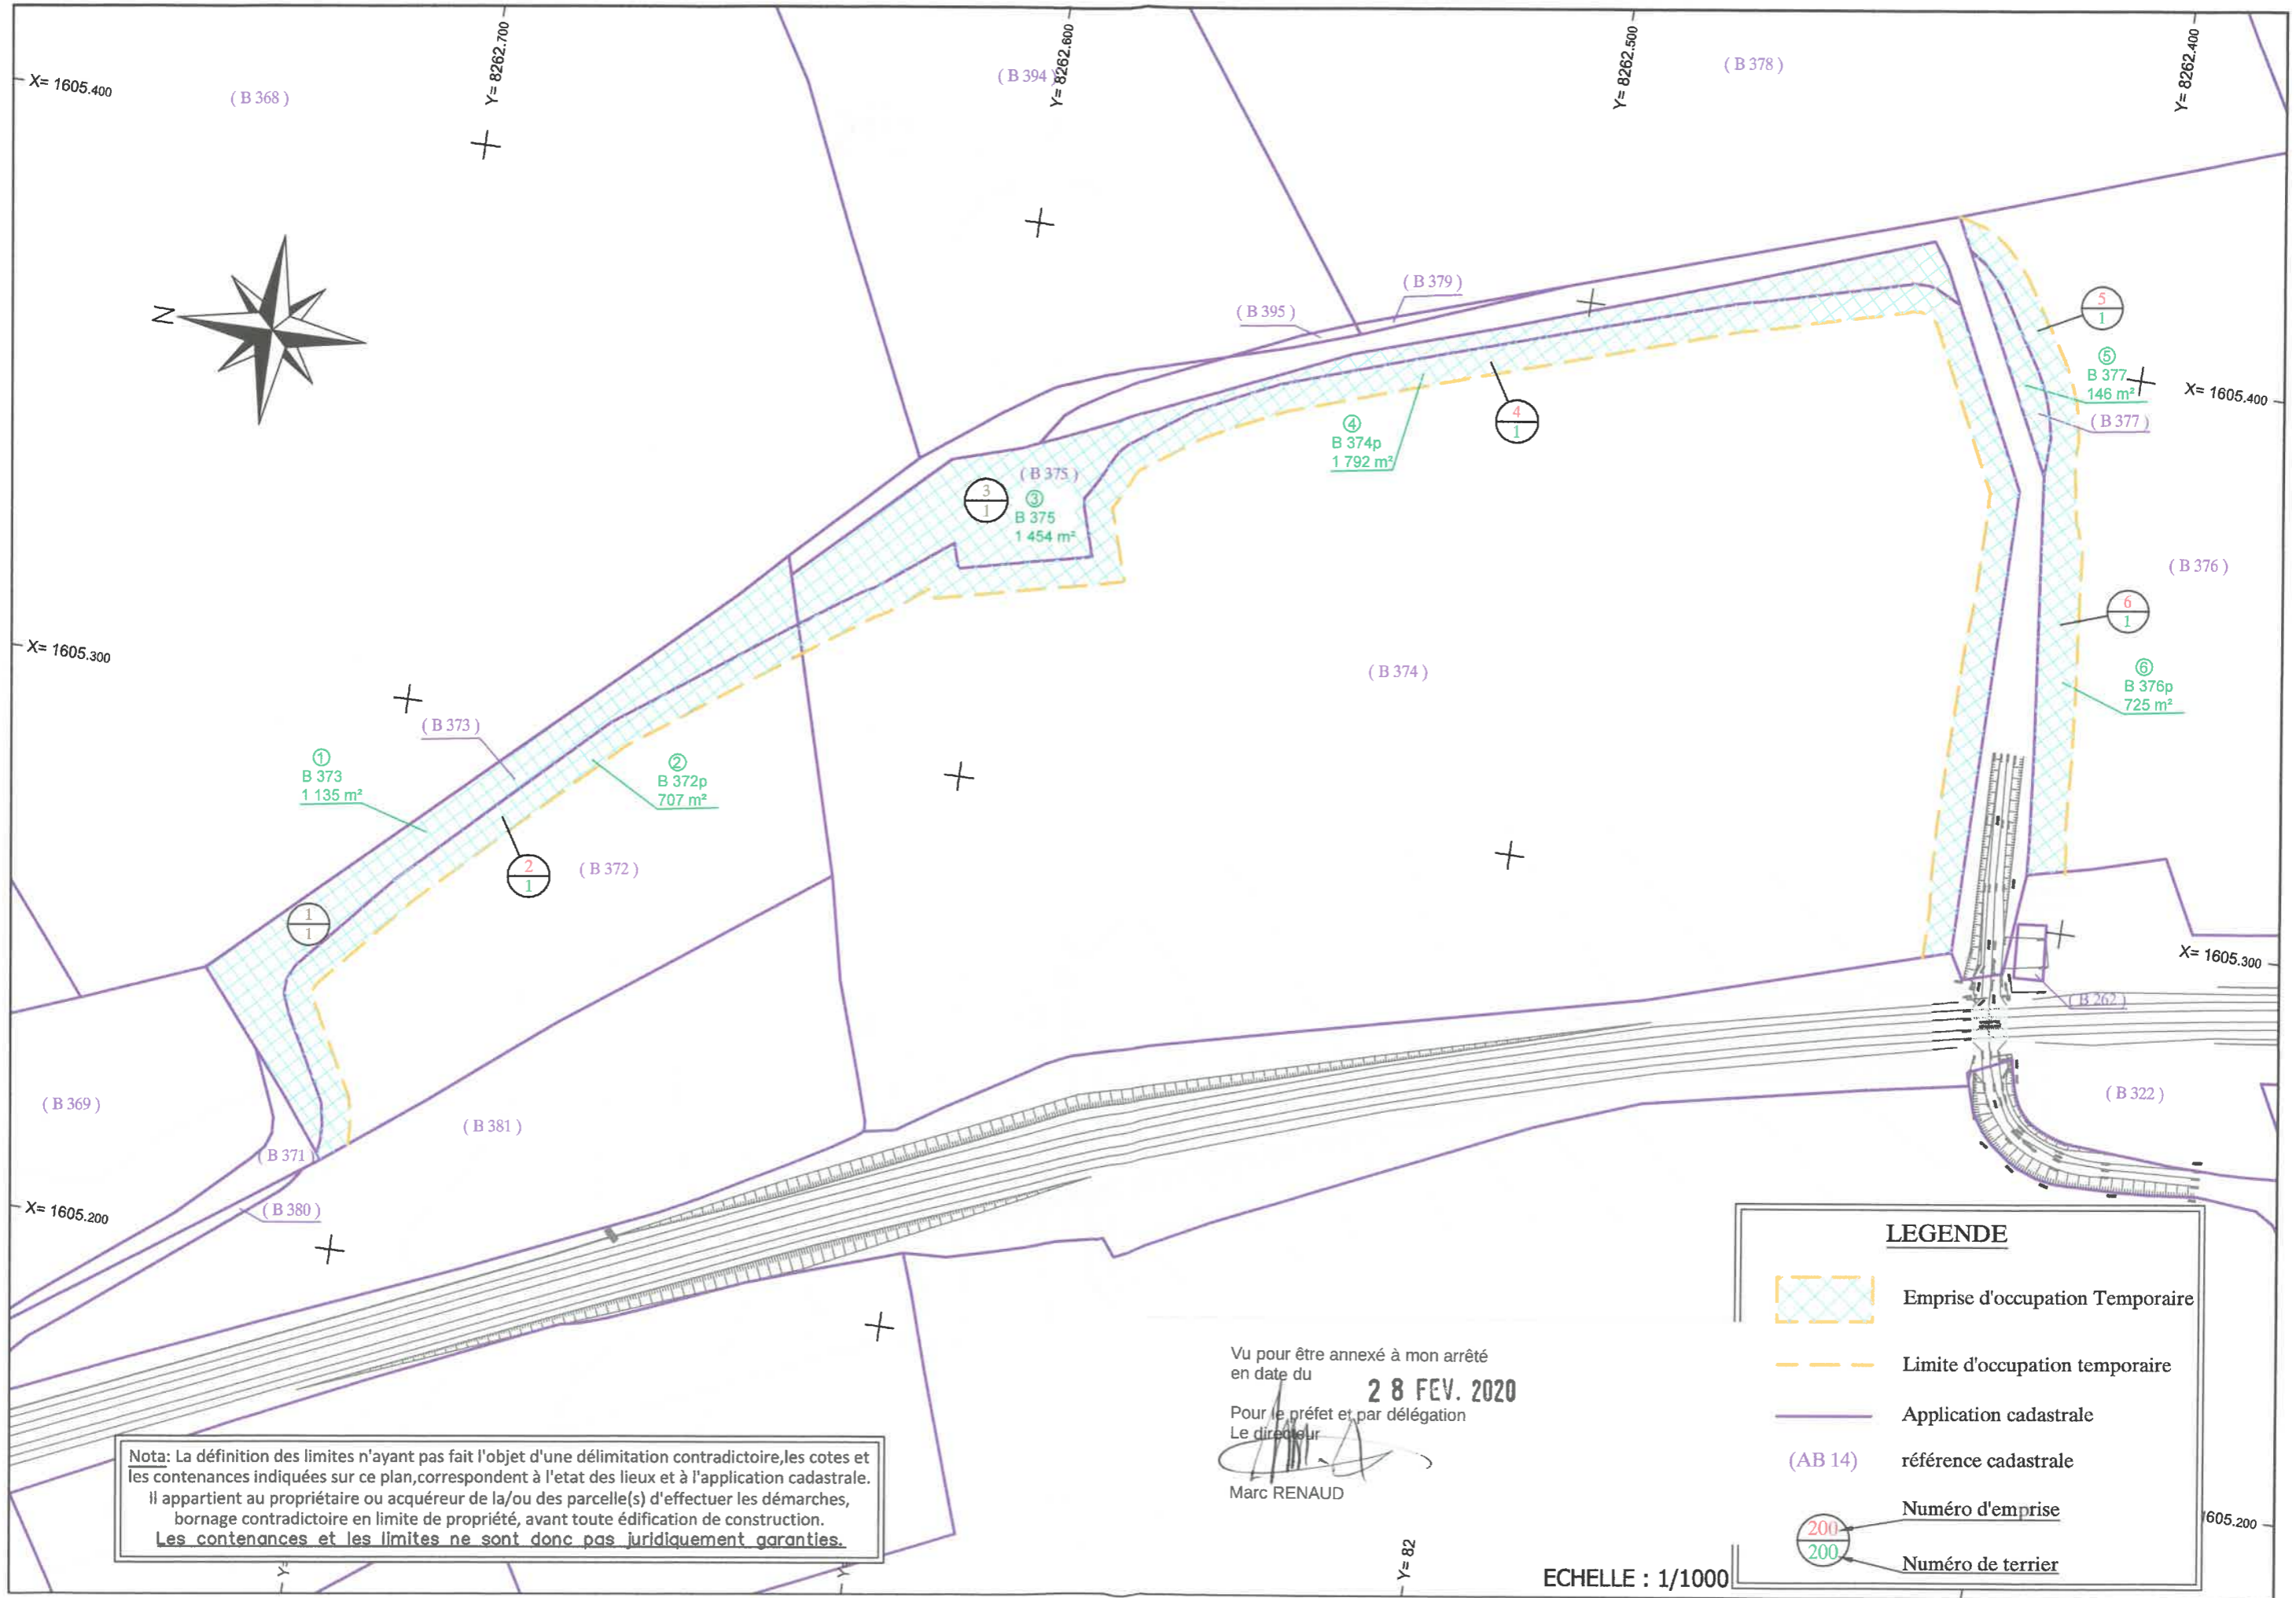 Y= 8262.700
Y= 8262.600
Y= 8262.500
Y= 8262.400
X= 1605.400
( B 368 )
( B 394 )
( B 378 )
N
( B 379 )
( B 395 )
5
1
⑤
B 377
146 m²
( B 377 )
X= 1605.400
4
1
④
B 374p
1 792 m²
( B 375 )
3
1
③
B 375
1 454 m²
( B 376 )
6
1
⑥
B 376p
725 m²
X= 1605.300
( B 374 )
( B 373 )
①
B 373
1 135 m²
②
B 372p
707 m²
2
1
( B 372 )
1
1
X= 1605.300
( B 262 )
( B 369 )
( B 381 )
( B 371 )
( B 380 )
( B 322 )
X= 1605.200
LEGENDE
Emprise d'occupation Temporaire
Limite d'occupation temporaire
Application cadastrale
(AB 14) référence cadastrale
200 Numéro d'emprise
200 Numéro de terrier
1605.200
Vu pour être annexé à mon arrêté
en date du
2 8 FEV. 2020
Pour le préfet et par délégation
Le directeur
Marc RENAUD
Nota: La définition des limites n'ayant pas fait l'objet d'une délimitation contradictoire,les cotes et
les contenances indiquées sur ce plan,correspondent à l'etat des lieux et à l'application cadastrale.
Il appartient au propriétaire ou acquéreur de la/ou des parcelle(s) d'effectuer les démarches,
bornage contradictoire en limite de propriété, avant toute édification de construction.
Les contenances et les limites ne sont donc pas juridiquement garanties.
Y=
Y=
Y= 82
ECHELLE : 1/1000